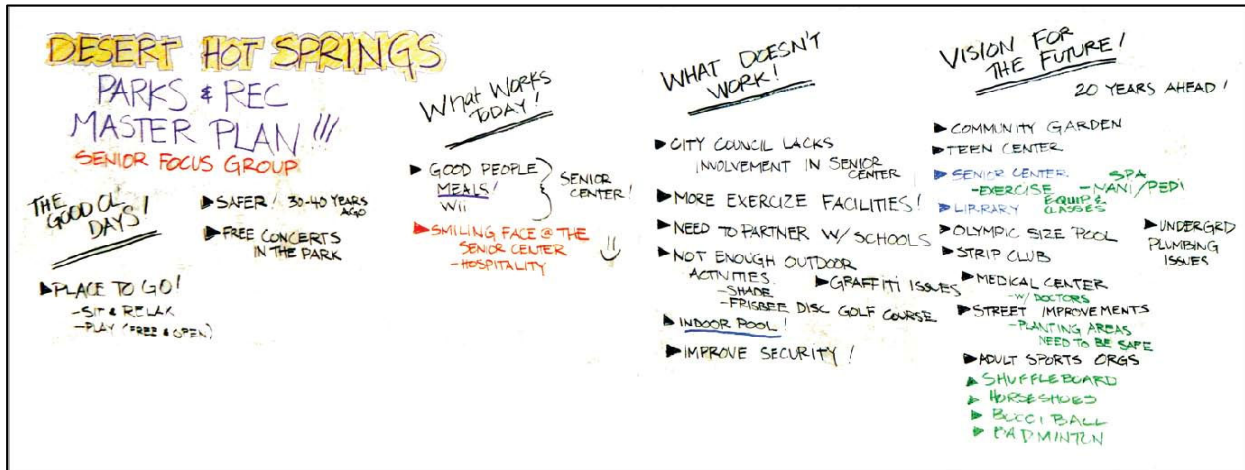 DESERT HOT SPRINGS
PARKS & REC
MASTER PLAN !!!
SENIOR FOCUS GROUP
THE
GOOD OL
DAYS!
▶PLACE TO GO!
-SIT & RELAX
-PLAY (FREE & OPEN)
▶SAFER! 30-40 YEARS
AGO
▶FREE CONCERTS
IN THE PARK
WHAT WORKS
TODAY!
▶GOOD PEOPLE
MEALS!
Wii
SENIOR
CENTER!
▶SMILING FACE @ THE
SENIOR CENTER
-HOSPITALITY
WHAT DOESN'T
WORK!
▶CITY COUNCIL LACKS
INVOLVEMENT IN SENIOR
CENTER
▶MORE EXERCIZE FACILITIES!
▶NEED TO PARTNER W/ SCHOOLS
▶NOT ENOUGH OUTDOOR
ACTIVITIES
-SHADE
-FRISBEE DISC GOLF COURSE
▶GRAFFITI ISSUES
▶INDOOR POOL!
▶IMPROVE SECURITY!
VISION FOR
THE FUTURE!
20 YEARS AHEAD!
▶COMMUNITY GARDEN
▶TEEN CENTER
▶SENIOR CENTER SPA
-EXERCISE -MANI/PEDI
EQUIP &
CLASSES
▶LIBRARY
▶OLYMPIC SIZE POOL
▶STRIP CLUB
▶UNDERGRD
PLUMBING
ISSUES
▶MEDICAL CENTER
-W/ DOCTORS
▶STREET IMPROVEMENTS
-PLANTING AREAS
NEED TO BE SAFE
▶ADULT SPORTS ORGS
▶SHUFFLEBOARD
▶HORSESHOES
▶BOCCI BALL
▶BADMINTON